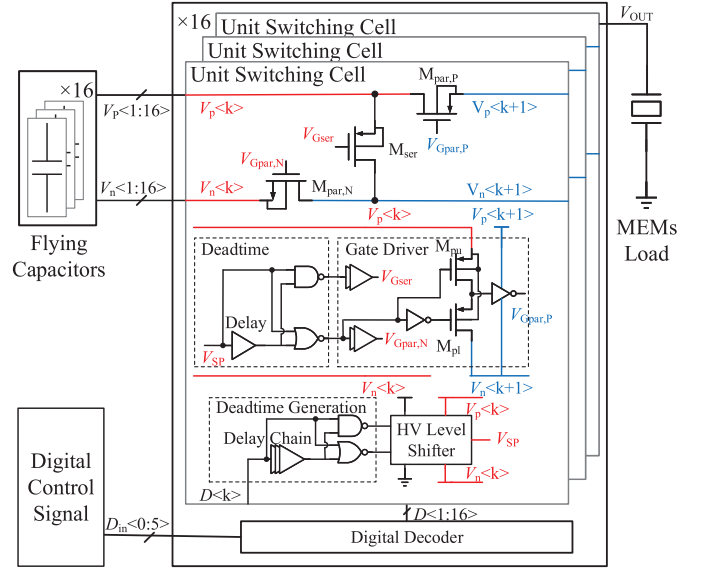 ×16
Unit Switching Cell
Unit Switching Cell
Unit Switching Cell
V_OUT
×16
V_P<1:16>
V_p<k>
M_par,P
V_p<k+1>
V_Gser
M_ser
V_Gpar,P
V_Gpar,N
V_n<1:16>
V_n<k>
M_par,N
V_n<k+1>
Flying
Capacitors
MEMs
Load
V_p<k>
V_p<k+1>
Deadtime
Gate Driver
M_pu
V_Gser
Delay
V_Gpar,P
V_SP
V_Gpar,N
M_pl
V_n<k>
V_n<k+1>
Deadtime Generation
V_p<k>
Delay Chain
HV Level
Shifter
V_SP
V_n<k>
D<k>
Digital
Control
Signal
D_in<0:5>
D<1:16>
Digital Decoder